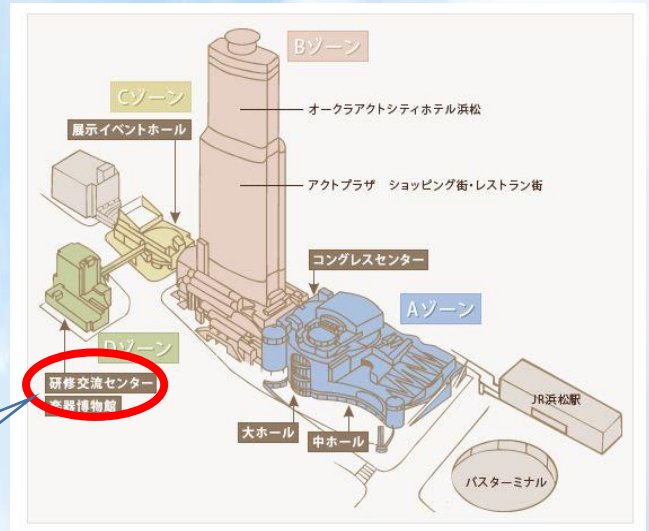 Bゾーン
Cゾーン
オークラアクトシティホテル浜松
展示イベントホール
アクトプラザ ショッピング街・レストラン街
コングレスセンター
Aゾーン
Dゾーン
研修交流センター
楽器博物館
JR浜松駅
大ホール
中ホール
バスターミナル